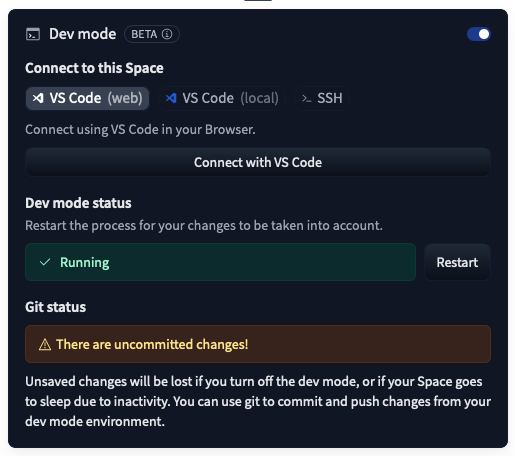 Dev mode BETA
Connect to this Space
VS Code (web) VS Code (local) SSH
Connect using VS Code in your Browser.
Connect with VS Code
Dev mode status
Restart the process for your changes to be taken into account.
Running Restart
Git status
There are uncommitted changes!
Unsaved changes will be lost if you turn off the dev mode, or if your Space goes
to sleep due to inactivity. You can use git to commit and push changes from your
dev mode environment.